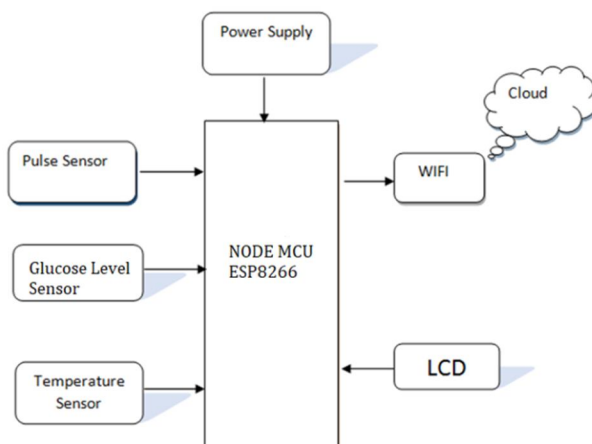 Power Supply
Cloud
Pulse Sensor
WIFI
NODE MCU
ESP8266
Glucose Level
Sensor
LCD
Temperature
Sensor